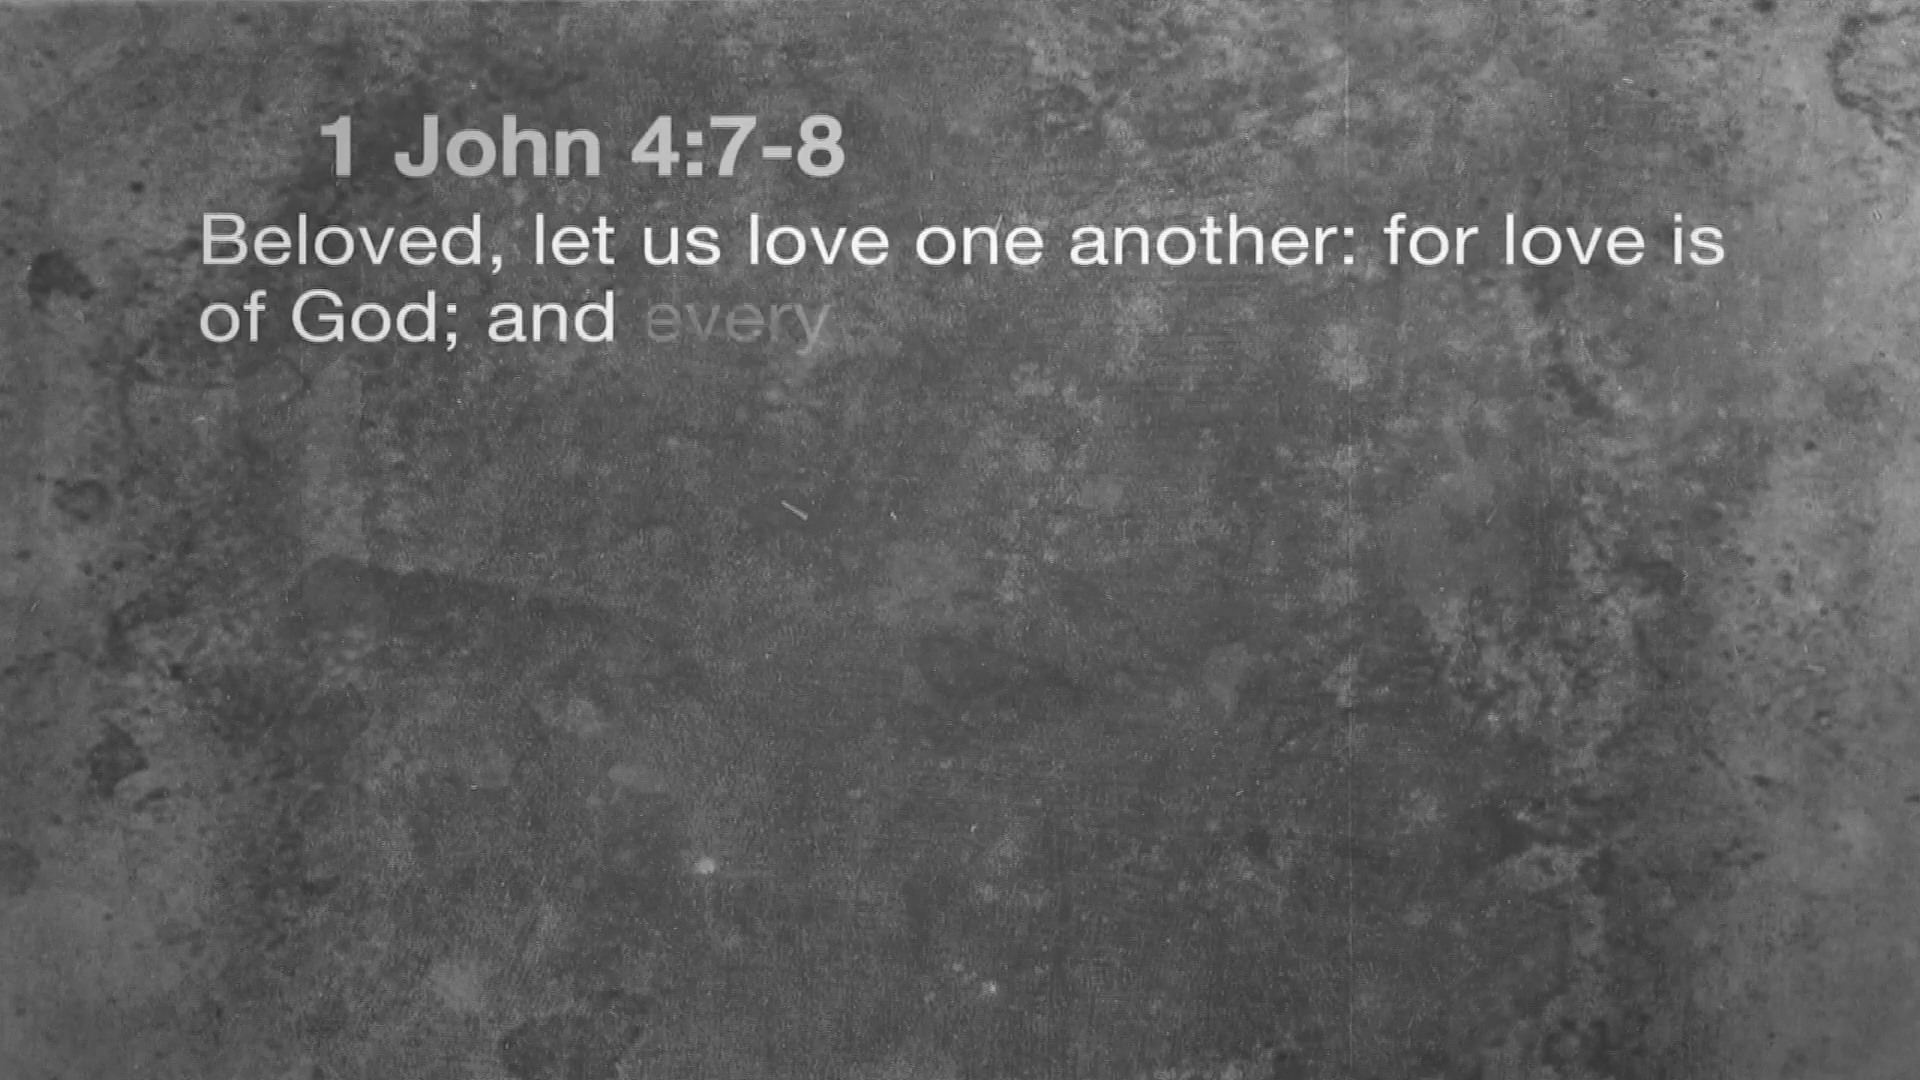 1 John 4:7-8
Beloved, let us love one another: for love is
of God; and every